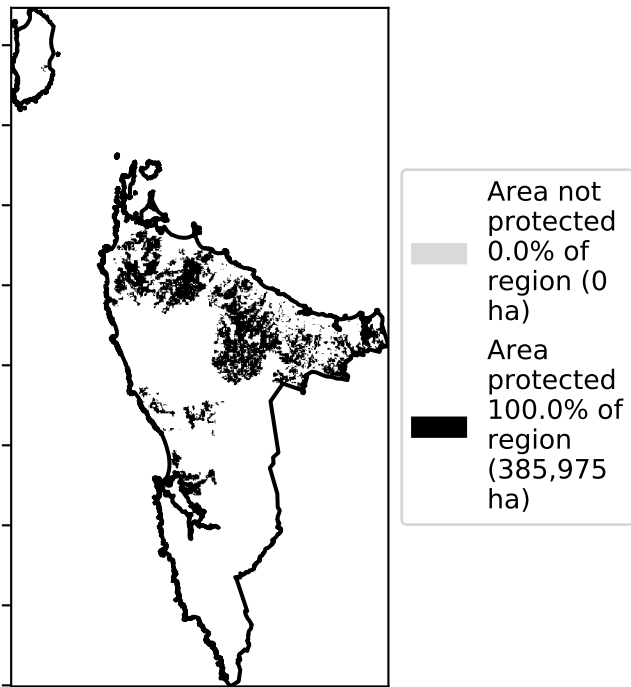 Area not
protected
0.0% of
region (0
ha)
Area
protected
100.0% of
region
(385,975
ha)